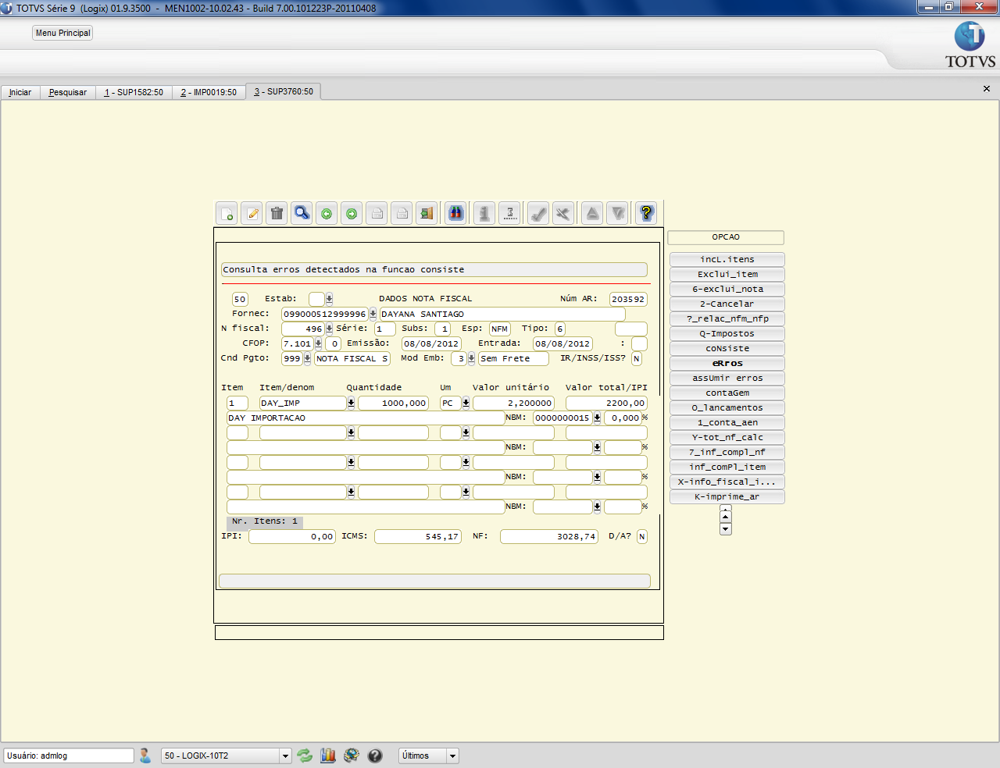 TOTVS Série 9 (Logix) 01.9.3500 - MEN1002-10.02.43 - Build 7.00.101223P-20110408
Menu Principal
TOTVS
Iniciar
Pesquisar
1 - SUP1582:50
2 - IMP0019:50
3 - SUP3760:50
OPCAO
Consulta erros detectados na funcao consiste
50 Estab: DADOS NOTA FISCAL Núm AR: 203592
Fornec: 099000512999996 DAYANA SANTIAGO
N fiscal: 496 Série: 1 Subs: 1 Esp: NFM Tipo: 6
CFOP: 7.101 0 Emissão: 08/08/2012 Entrada: 08/08/2012 :
Cnd Pgto: 999 NOTA FISCAL S Mod Emb: 3 Sem Frete IR/INSS/ISS? N
Item Item/denom Quantidade Um Valor unitário Valor total/IPI
1 DAY_IMP 1000,000 PC 2,200000 2200,00
DAY IMPORTACAO NBM: 0000000015 0,000 %
NBM: %
NBM: %
NBM: %
Nr. Itens: 1
IPI: 0,00 ICMS: 545,17 NF: 3028,74 D/A? N
incL.itens
Exclui_item
6-exclui_nota
2-Cancelar
?_relac_nfm_nfp
Q-Impostos
coNsiste
eRros
assUmir erros
contaGem
O_lancamentos
1_conta_aen
Y-tot_nf_calc
7_inf_compl_nf
inf_comPl_item
X-info_fiscal_i...
K-imprime_ar
Usuário: admlog
50 - LOGIX-10T2
Últimos